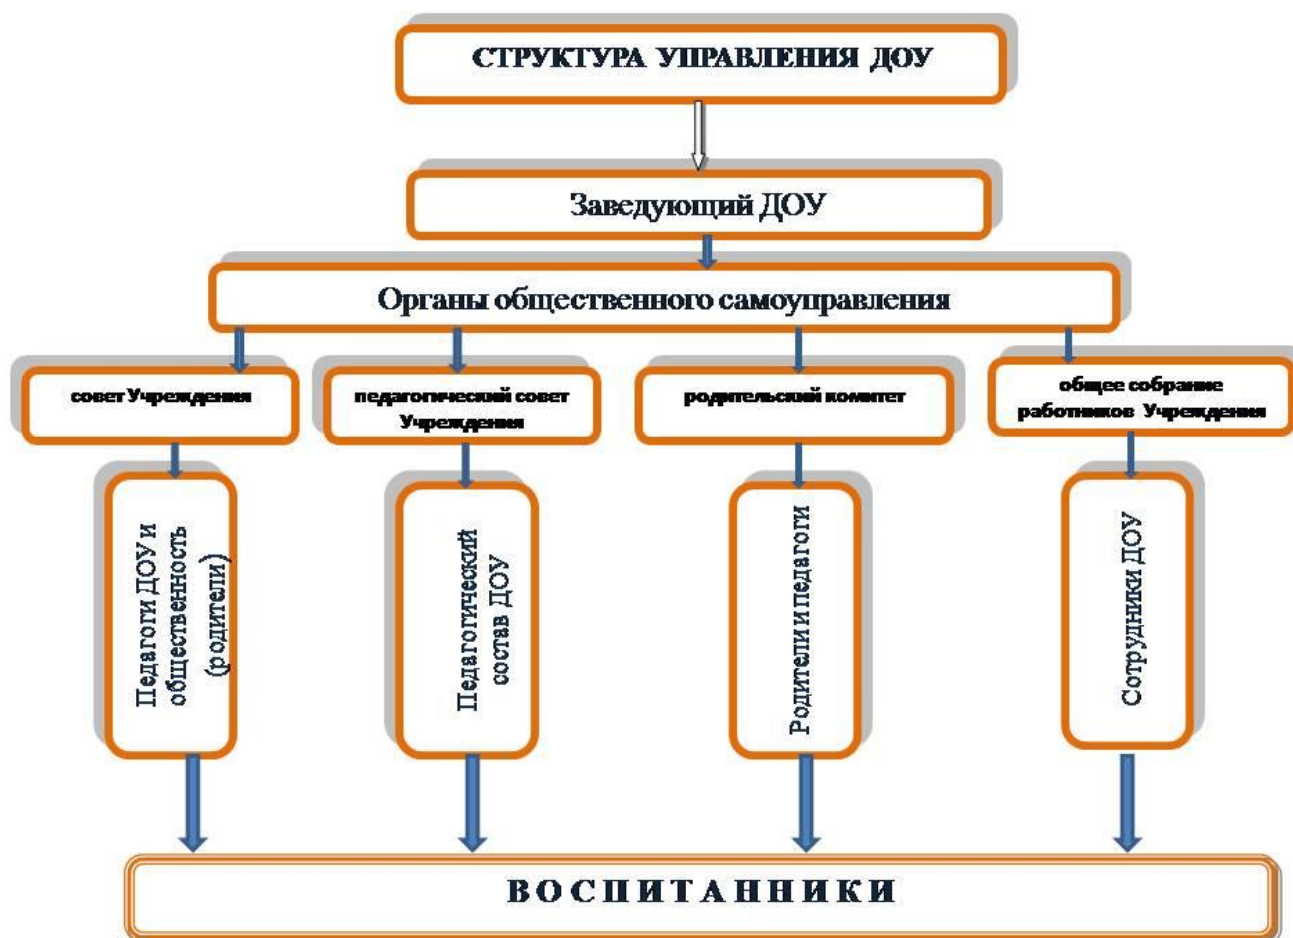 СТРУКТУРА УПРАВЛЕНИЯ ДОУ
Заведующий ДОУ
Органы общественного самоуправления
совет Учреждения
педагогический совет
Учреждения
родительский комитет
общее собрание
работников Учреждения
Педагоги ДОУ и
общественность
(родители)
Педагогический
состав ДОУ
Родители и педагоги
Сотрудники ДОУ
В О С П И Т А Н Н И К И